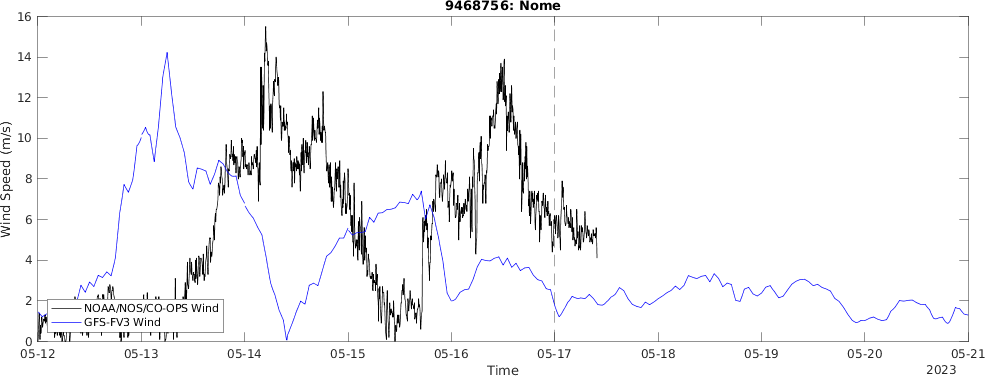 9468756: Nome
16
14
12
10
8
6
4
2
0
Wind Speed (m/s)
NOAA/NOS/CO-OPS Wind
GFS-FV3 Wind
05-12 05-13 05-14 05-15 05-16 05-17 05-18 05-19 05-20 05-21
Time
2023